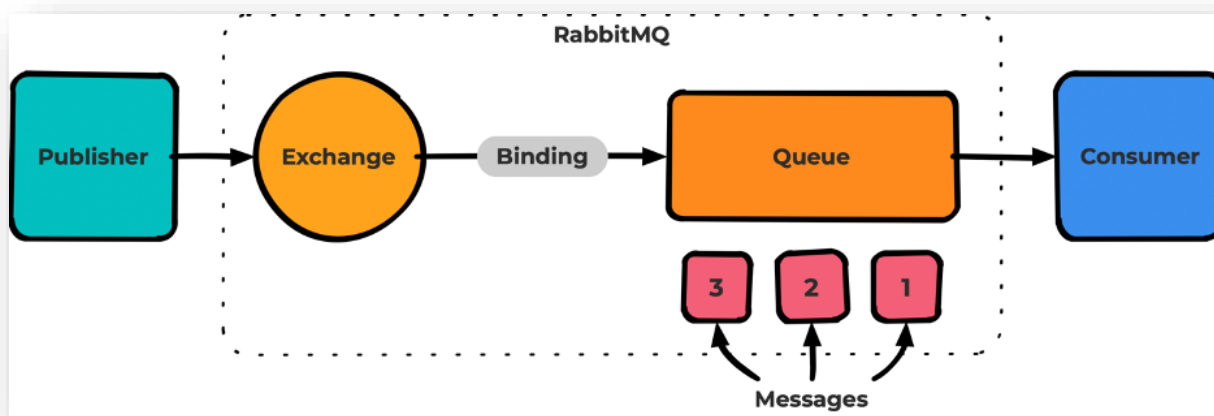 RabbitMQ
Publisher
Exchange
Binding
Queue
Consumer
3
2
1
Messages